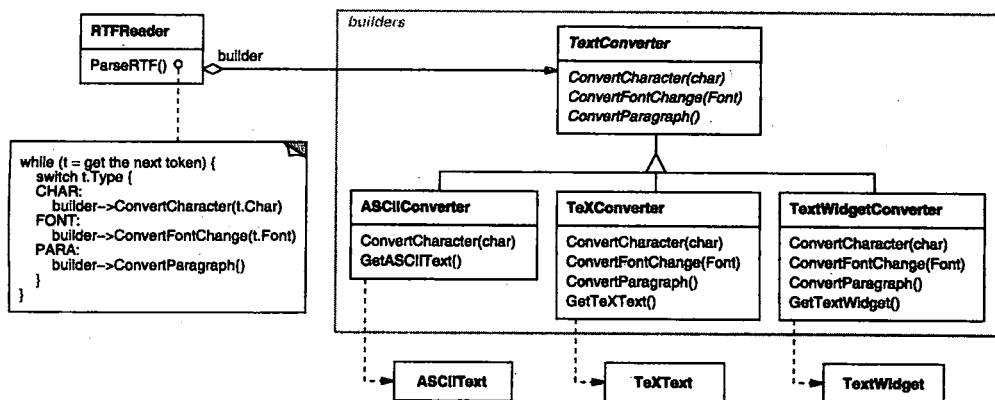 builders
RTFReader
ParseRTF()
builder
TextConverter
ConvertCharacter(char)
ConvertFontChange(Font)
ConvertParagraph()
while (t = get the next token) {
switch t.Type {
CHAR:
builder->ConvertCharacter(t.Char)
FONT:
builder->ConvertFontChange(t.Font)
PARA:
builder->ConvertParagraph()
}
}
ASCIIConverter
ConvertCharacter(char)
GetASCIIText()
TeXConverter
ConvertCharacter(char)
ConvertFontChange(Font)
ConvertParagraph()
GetTeXText()
TextWidgetConverter
ConvertCharacter(char)
ConvertFontChange(Font)
ConvertParagraph()
GetTextWidget()
ASCIIText
TeXText
TextWidget